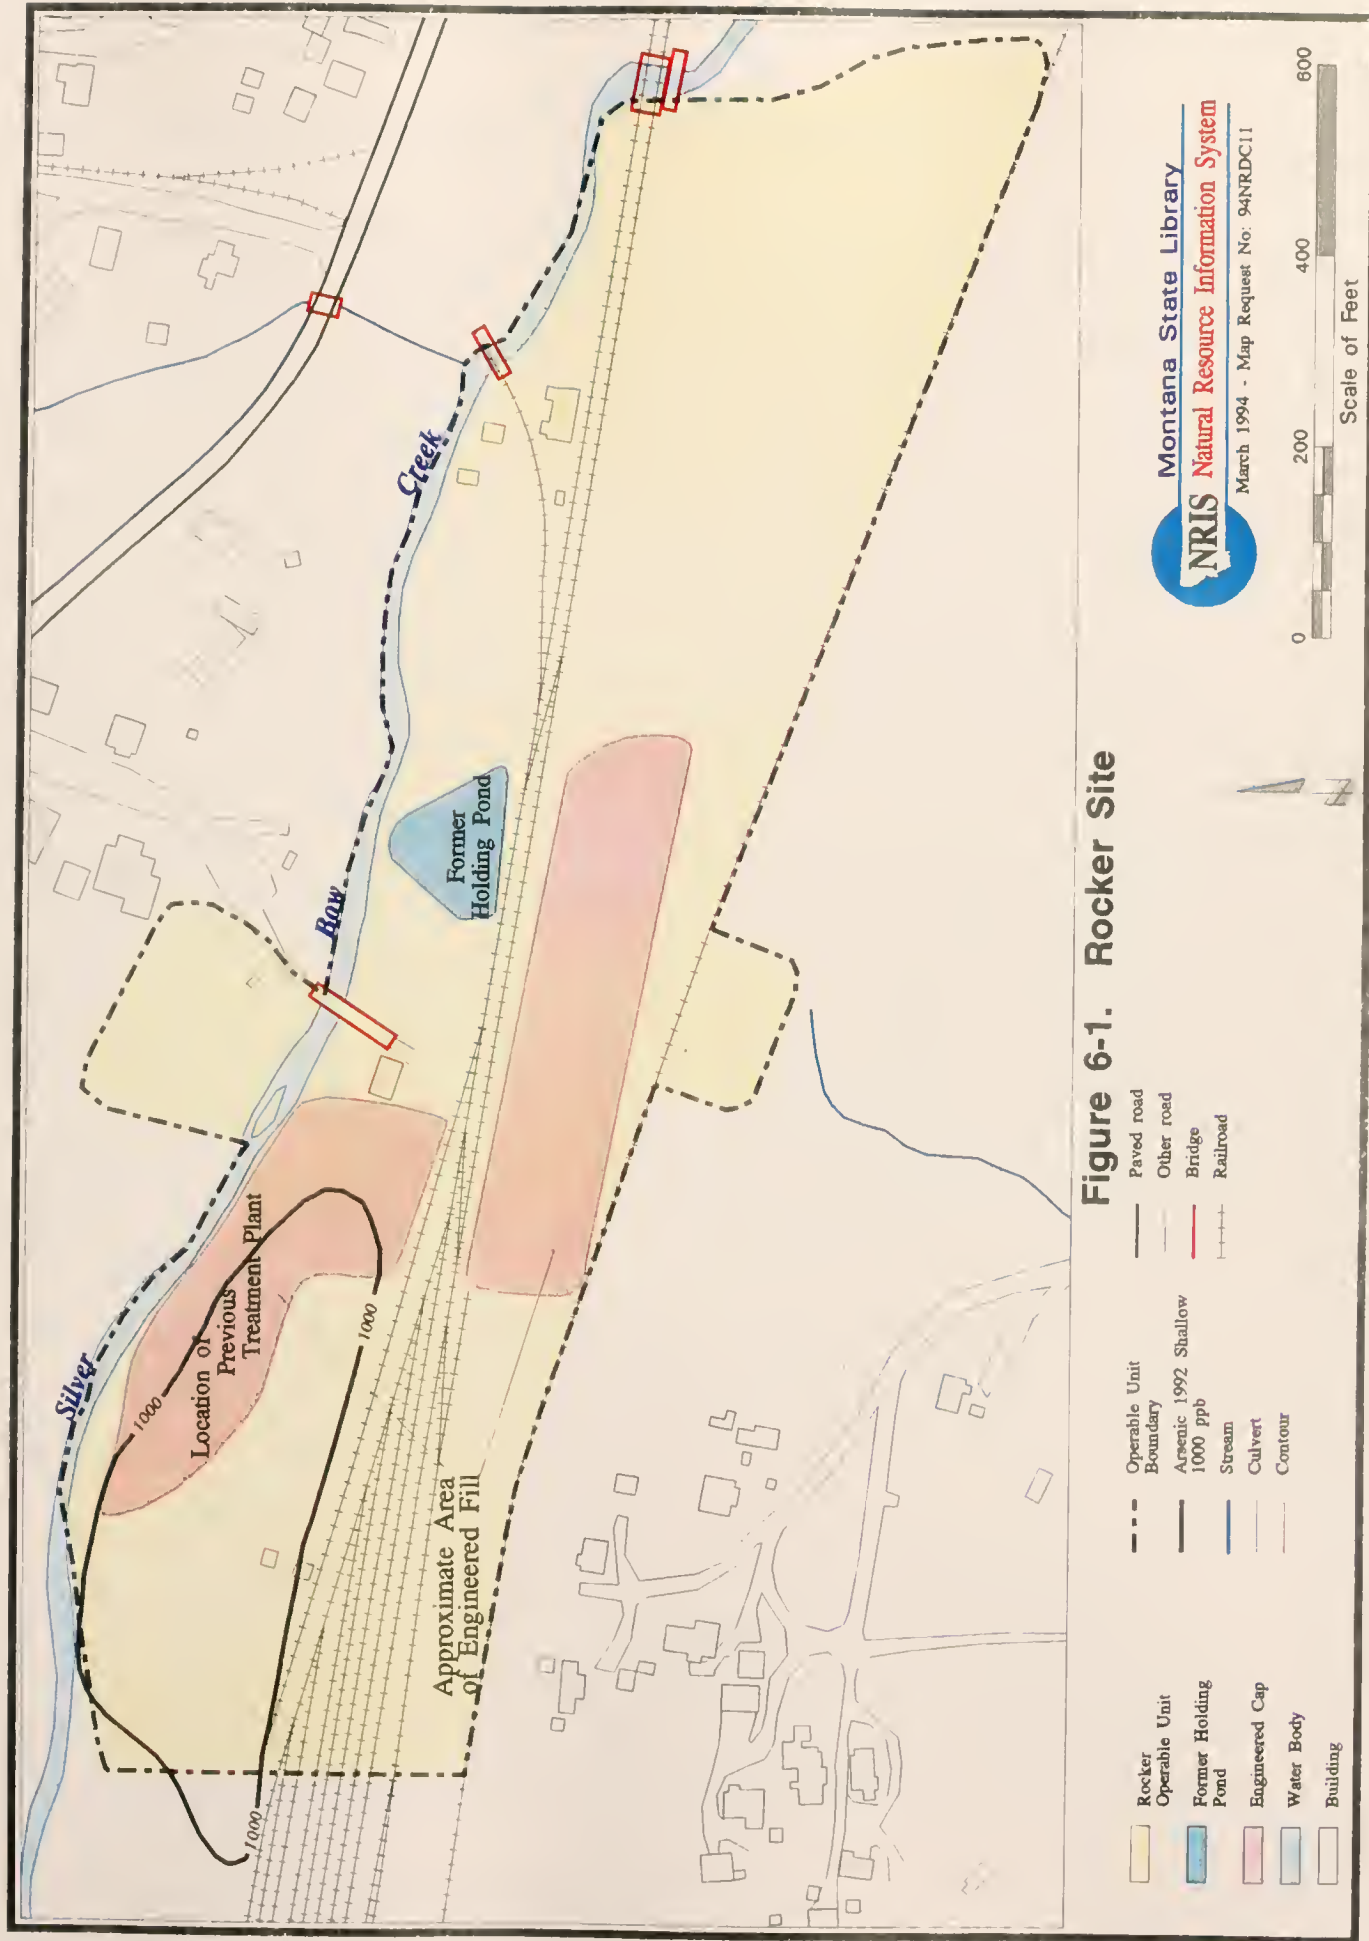 Silver
Bow
Creek
1000
1000
1000
Location of
Previous
Treatment Plant
Former
Holding Pond
Approximate Area
of Engineered Fill
Figure 6-1. Rocker Site
Rocker
Operable Unit
Former Holding
Pond
Engineered Cap
Water Body
Building
Operable Unit
Boundary
Arsenic 1992 Shallow
1000 ppb
Stream
Culvert
Contour
Paved road
Other road
Bridge
Railroad
Montana State Library
NRIS Natural Resource Information System
March 1994 - Map Request No: 94NRDC11
0 200 400 600
Scale of Feet